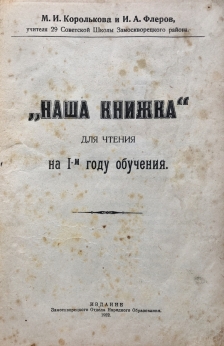 М. И. Королькова и И. А. Флеров,
учителя 29 Советской Школы Замоскворецкого района.
„НАША КНИЖКА“
ДЛЯ ЧТЕНИЯ
на I-м году обучения.
ИЗДАНИЕ
Замоскворецкого Отдела Народного Образования.
1922.